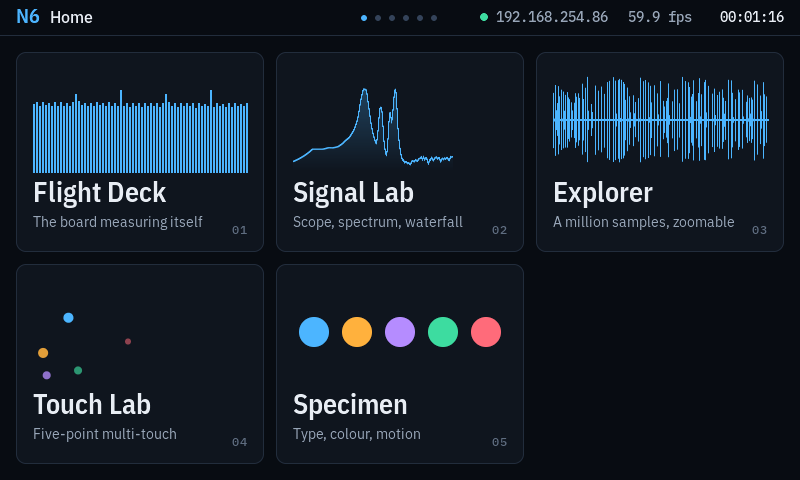 N6 Home 192.168.254.86 59.9 fps 00:01:16
Flight Deck
The board measuring itself
01
Signal Lab
Scope, spectrum, waterfall
02
Explorer
A million samples, zoomable
03
Touch Lab
Five-point multi-touch
04
Specimen
Type, colour, motion
05